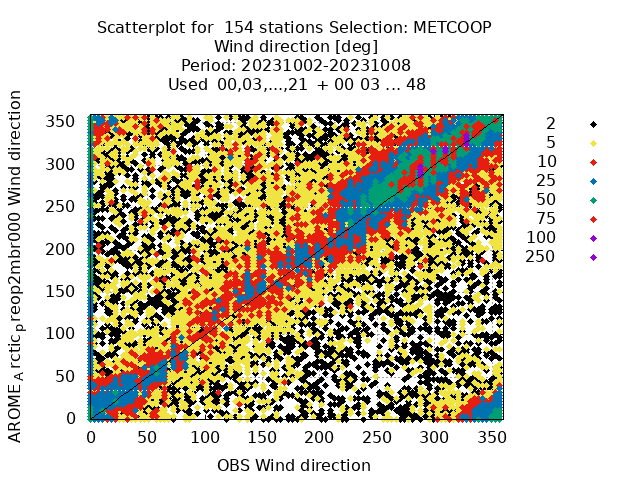 Scatterplot for 154 stations Selection: METCOOP
Wind direction [deg]
Period: 20231002-20231008
Used 00,03,...,21 + 00 03 ... 48
AROME_Arctic_preop2mbr000 Wind direction
350
300
250
200
150
100
50
0
0 50 100 150 200 250 300 350
OBS Wind direction
2
5
10
25
50
75
100
250